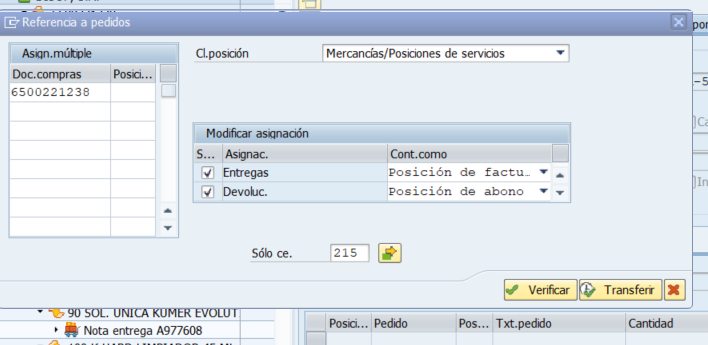 Referencia a pedidos
Asign.múltiple
Cl.posición
Mercancías/Posiciones de servicios
Doc.compras
Posici...
6500221238
Modificar asignación
S...
Asignac.
Cont.como
Entregas
Posición de factu…
Devoluc.
Posición de abono
Sólo ce.
215
Verificar
Transferir
90 SOL. UNICA KUMER EVOLUT
Nota entrega A977608
Posici...
Pedido
Pos...
Txt.pedido
Cantidad